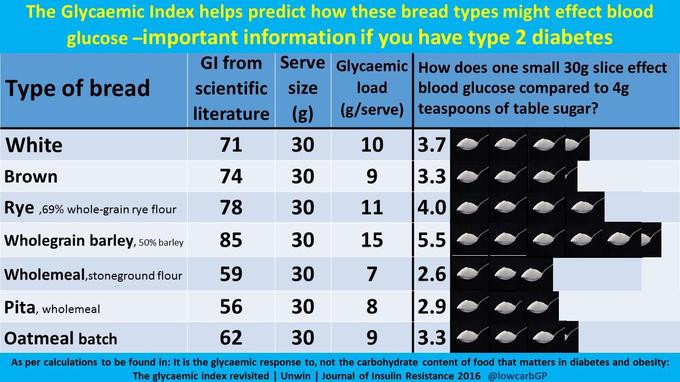 The Glycaemic Index helps predict how these bread types might effect blood
glucose –important information if you have type 2 diabetes
Type of bread
GI from
scientific
literature
Serve
size
(g)
Glycaemic
load
(g/serve)
How does one small 30g slice effect
blood glucose compared to 4g
teaspoons of table sugar?
White 71 30 10 3.7
Brown 74 30 9 3.3
Rye ,69% whole-grain rye flour 78 30 11 4.0
Wholegrain barley, 50% barley 85 30 15 5.5
Wholemeal,stoneground flour 59 30 7 2.6
Pita, wholemeal 56 30 8 2.9
Oatmeal batch 62 30 9 3.3
As per calculations to be found in: It is the glycaemic response to, not the carbohydrate content of food that matters in diabetes and obesity:
The glycaemic index revisited | Unwin | Journal of Insulin Resistance 2016 @lowcarbGP